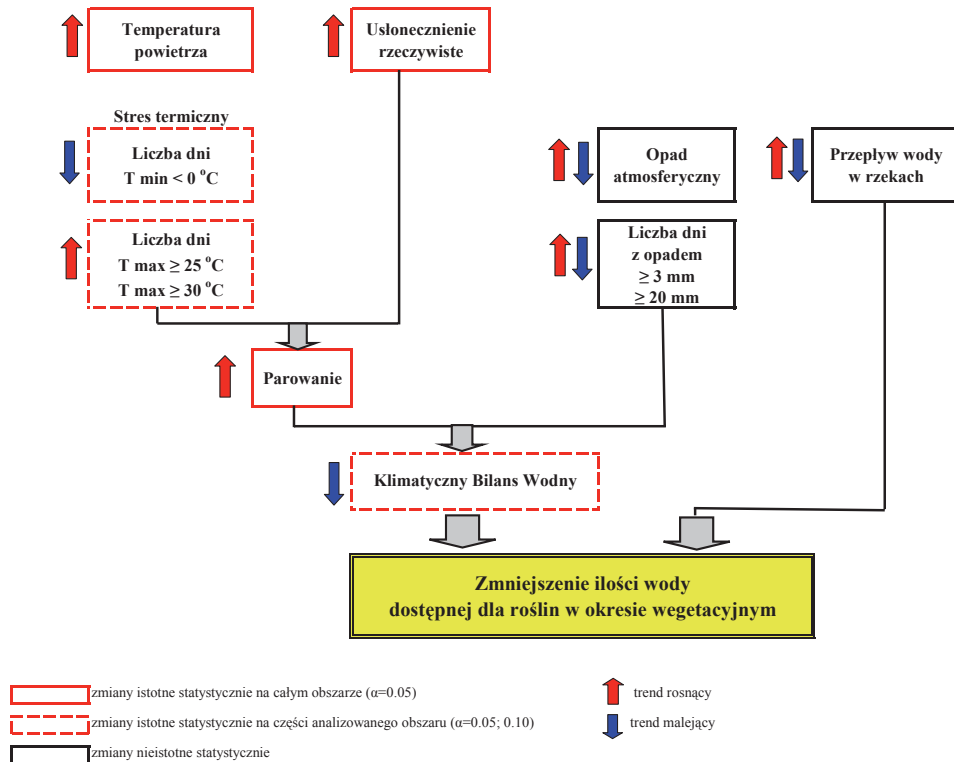 Temperatura
powietrza
Usłonecznienie
rzeczywiste
Stres termiczny
Liczba dni
T min < 0 °C
Opad
atmosferyczny
Przepływ wody
w rzekach
Liczba dni
T max ≥ 25 °C
T max ≥ 30 °C
Liczba dni
z opadem
≥ 3 mm
≥ 20 mm
Parowanie
Klimatyczny Bilans Wodny
Zmniejszenie ilości wody
dostępnej dla roślin w okresie wegetacyjnym
zmiany istotne statystycznie na całym obszarze (α=0.05)
trend rosnący
zmiany istotne statystycznie na części analizowanego obszaru (α=0.05; 0.10)
trend malejący
zmiany nieistotne statystycznie